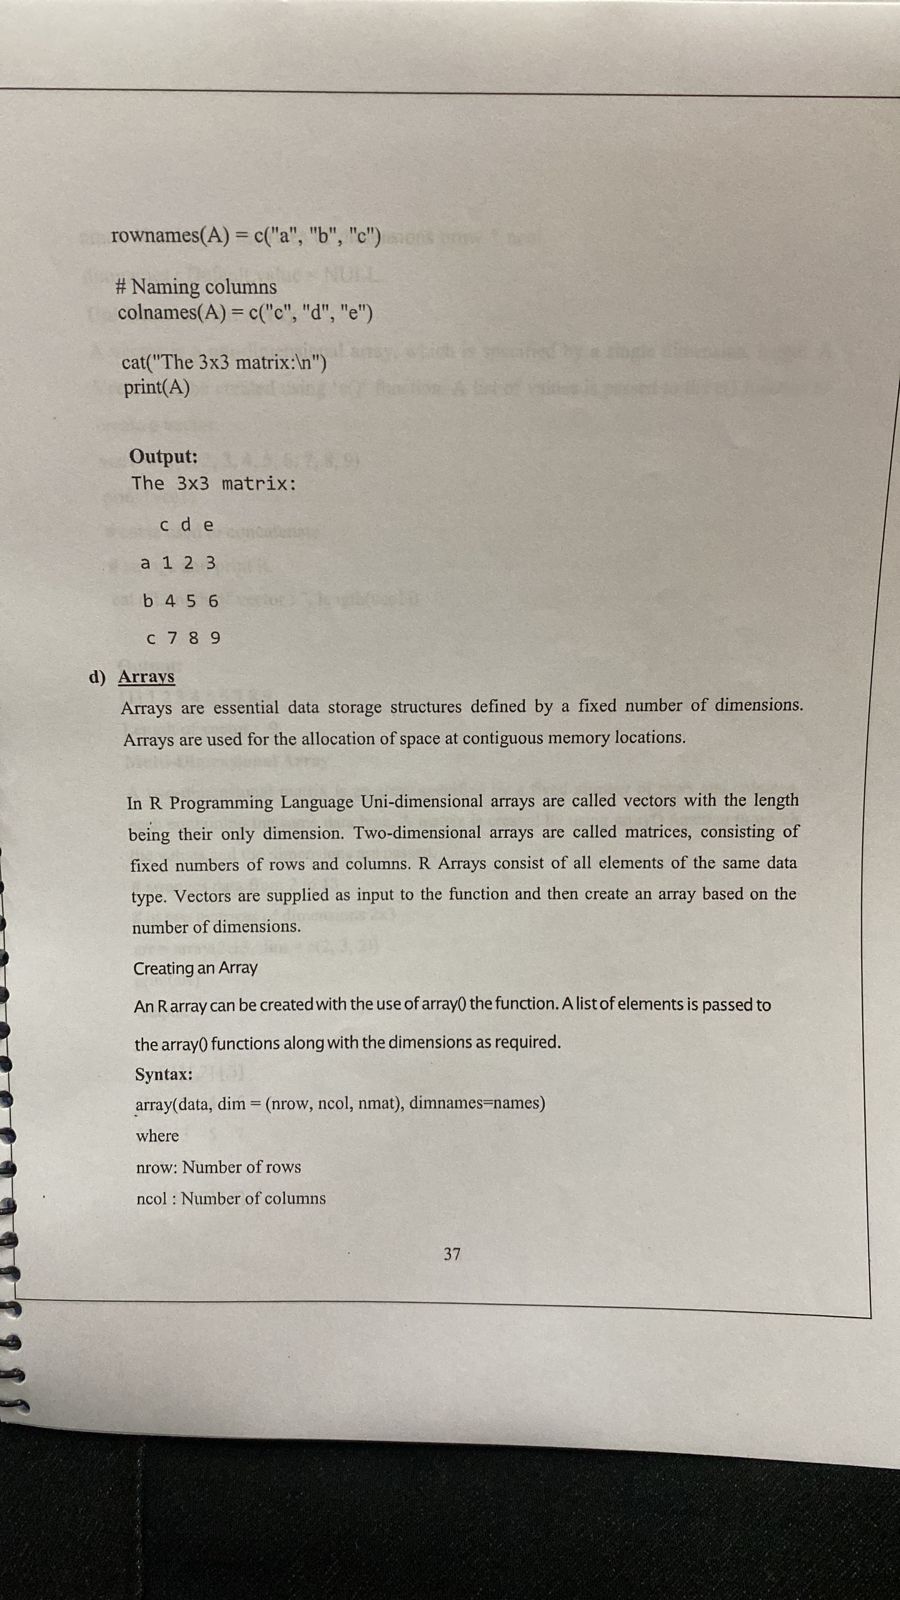 rownames(A) = c("a", "b", "c")
# Naming columns
colnames(A) = c("c", "d", "e")
cat("The 3x3 matrix:\n")
print(A)
Output:
The 3x3 matrix:
c d e
a 1 2 3
b 4 5 6
c 7 8 9
d) Arrays
Arrays are essential data storage structures defined by a fixed number of dimensions.
Arrays are used for the allocation of space at contiguous memory locations.
In R Programming Language Uni-dimensional arrays are called vectors with the length
being their only dimension. Two-dimensional arrays are called matrices, consisting of
fixed numbers of rows and columns. R Arrays consist of all elements of the same data
type. Vectors are supplied as input to the function and then create an array based on the
number of dimensions.
Creating an Array
An R array can be created with the use of array() the function. A list of elements is passed to
the array() functions along with the dimensions as required.
Syntax:
array(data, dim = (nrow, ncol, nmat), dimnames=names)
where
nrow: Number of rows
ncol : Number of columns
37